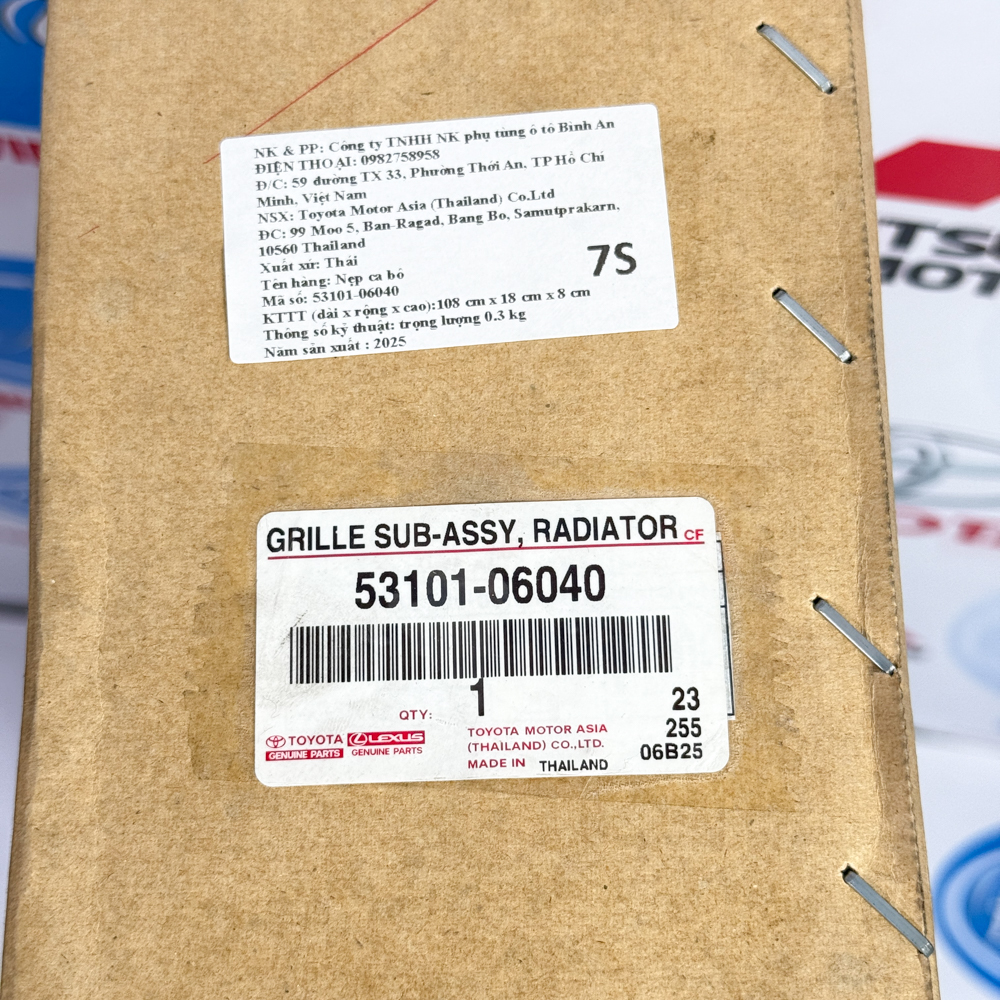 NK & PP: Công ty TNHH NK phụ tùng ô tô Bình An
ĐIỆN THOẠI: 0982758958
Đ/C: 59 đường TX 33, Phường Thới An, TP Hồ Chí
Minh, Việt Nam
NSX: Toyota Motor Asia (Thailand) Co.Ltd
ĐC: 99 Moo 5, Ban-Ragad, Bang Bo, Samutprakarn,
10560 Thailand
Xuất xứ: Thái
Tên hàng: Nẹp ca bô
Mã số: 53101-06040
KTTT (dài x rộng x cao):108 cm x 18 cm x 8 cm
Thông số kỹ thuật: trọng lượng 0.3 kg
Năm sản xuất : 2025
7S
GRILLE SUB-ASSY, RADIATOR CF
53101-06040
QTY: 1
TOYOTA
GENUINE PARTS
LEXUS
GENUINE PARTS
TOYOTA MOTOR ASIA
(THAILAND) CO.,LTD.
MADE IN THAILAND
23
255
06B25